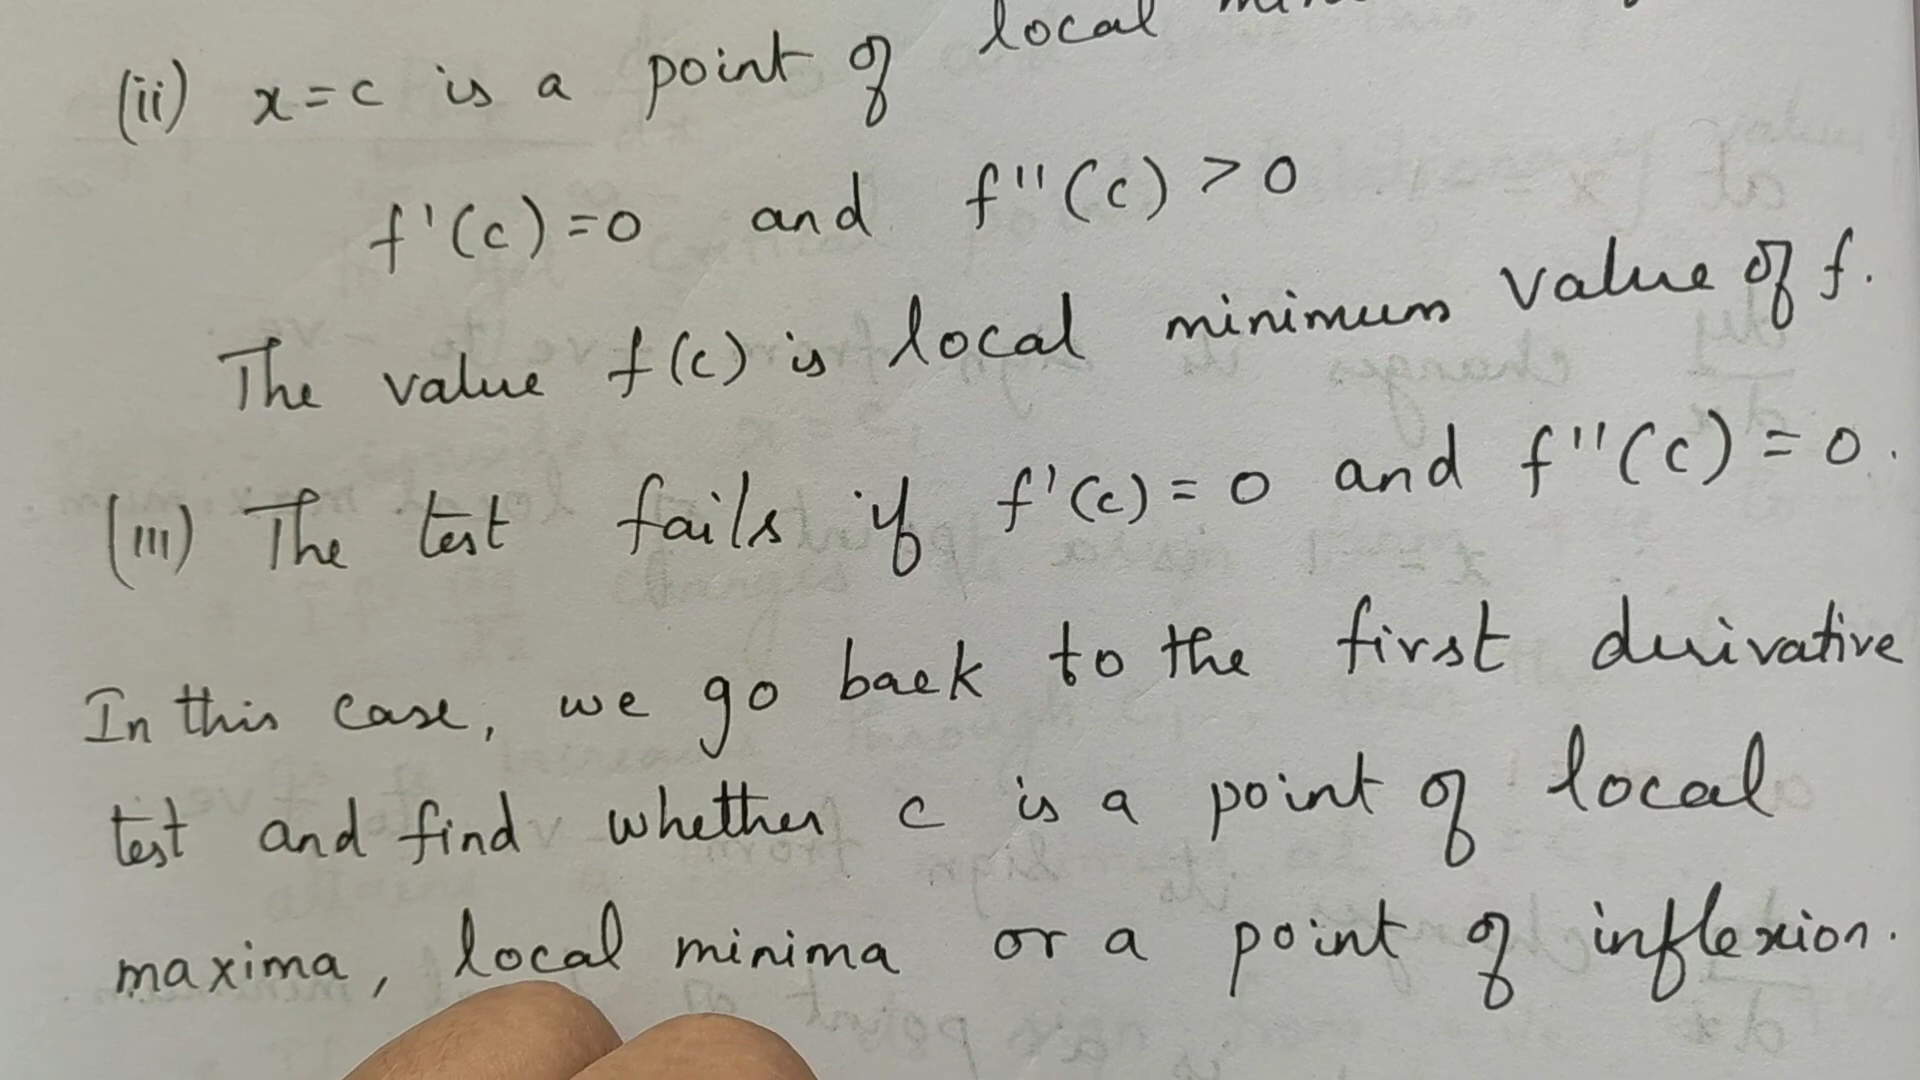 (ii) x=c is a point of local
f'(c)=0 and f"(c) > 0
The value f(c) is local minimum value of f.
(iii) The test fails if f'(c) = 0 and f"(c) = 0.
In this case, we go back to the first derivative
test and find whether c is a point of local
maxima, local minima or a point of inflexion.